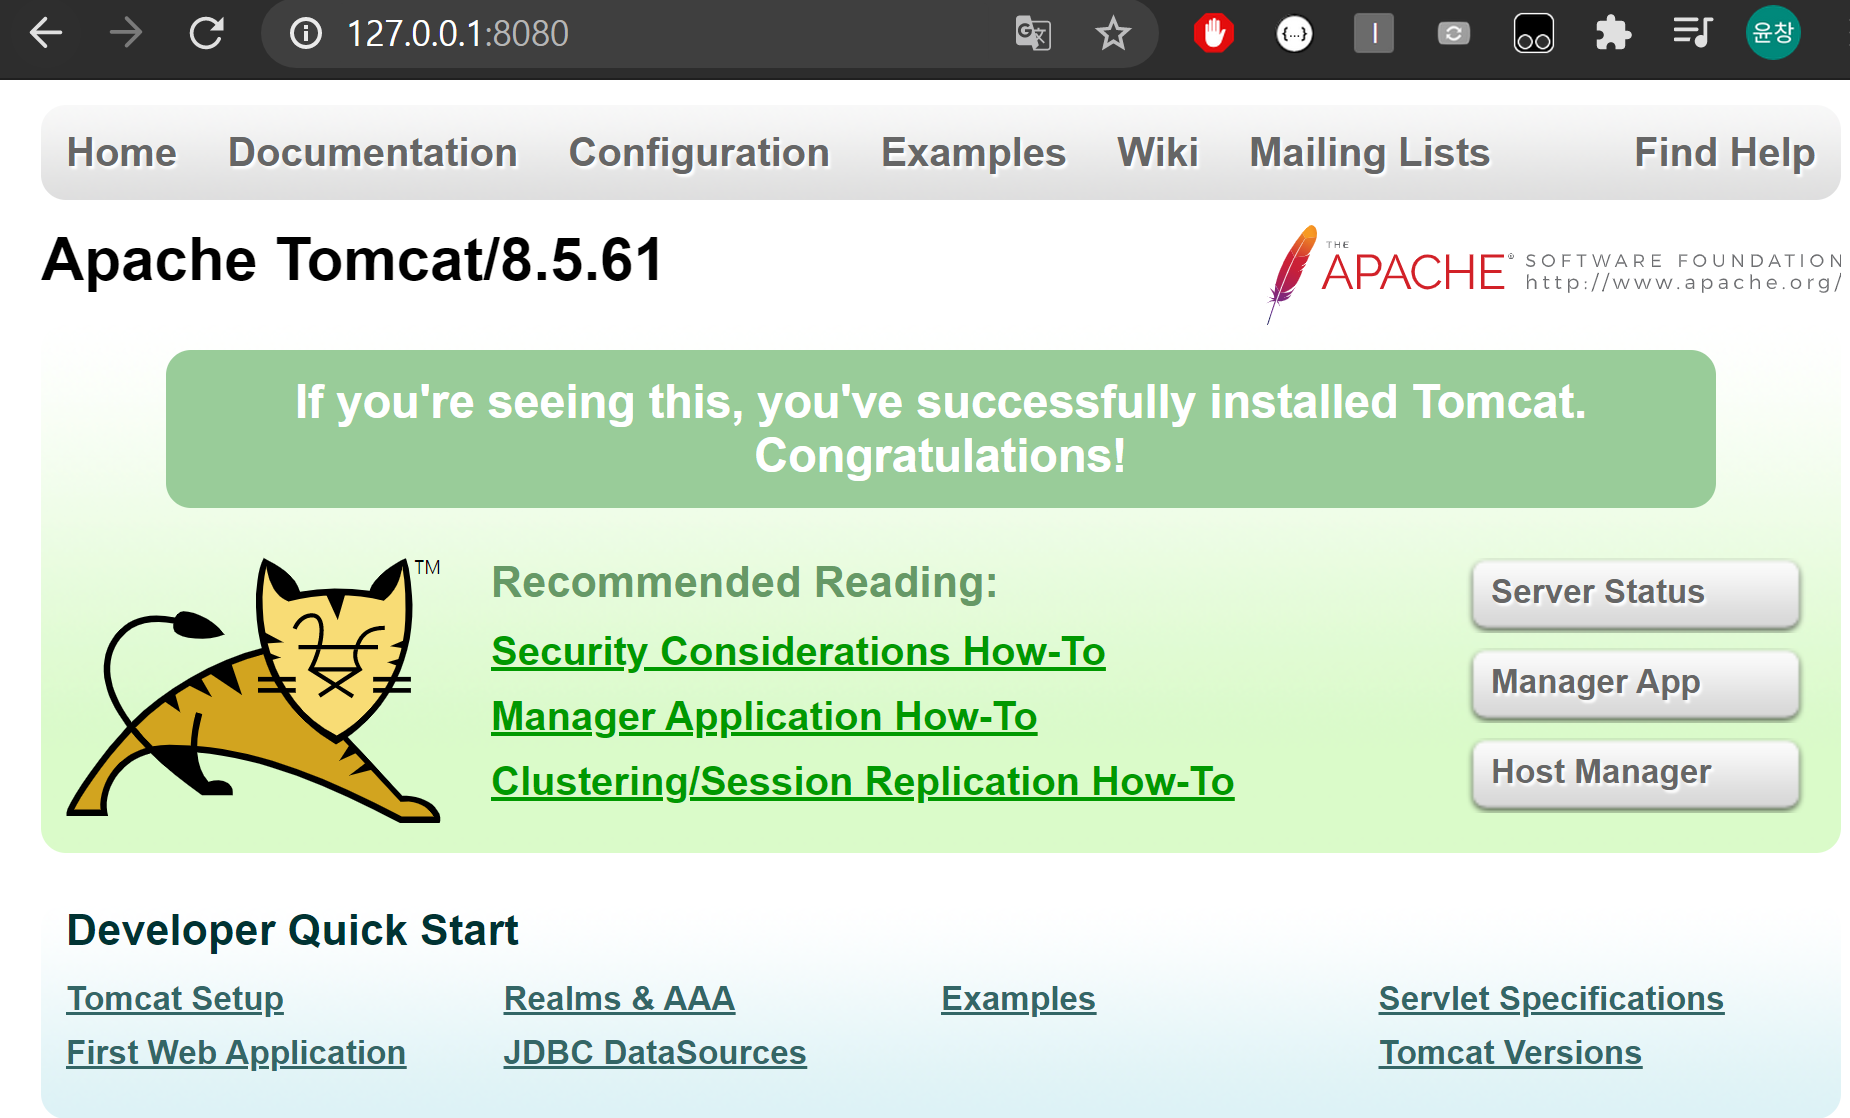 127.0.0.1:8080
윤창
Home Documentation Configuration Examples Wiki Mailing Lists Find Help
Apache Tomcat/8.5.61
THE
APACHE® SOFTWARE FOUNDATION
http://www.apache.org/
If you're seeing this, you've successfully installed Tomcat.
Congratulations!
TM
Recommended Reading:
Security Considerations How-To
Manager Application How-To
Clustering/Session Replication How-To
Server Status
Manager App
Host Manager
Developer Quick Start
Tomcat Setup Realms & AAA Examples Servlet Specifications
First Web Application JDBC DataSources Tomcat Versions